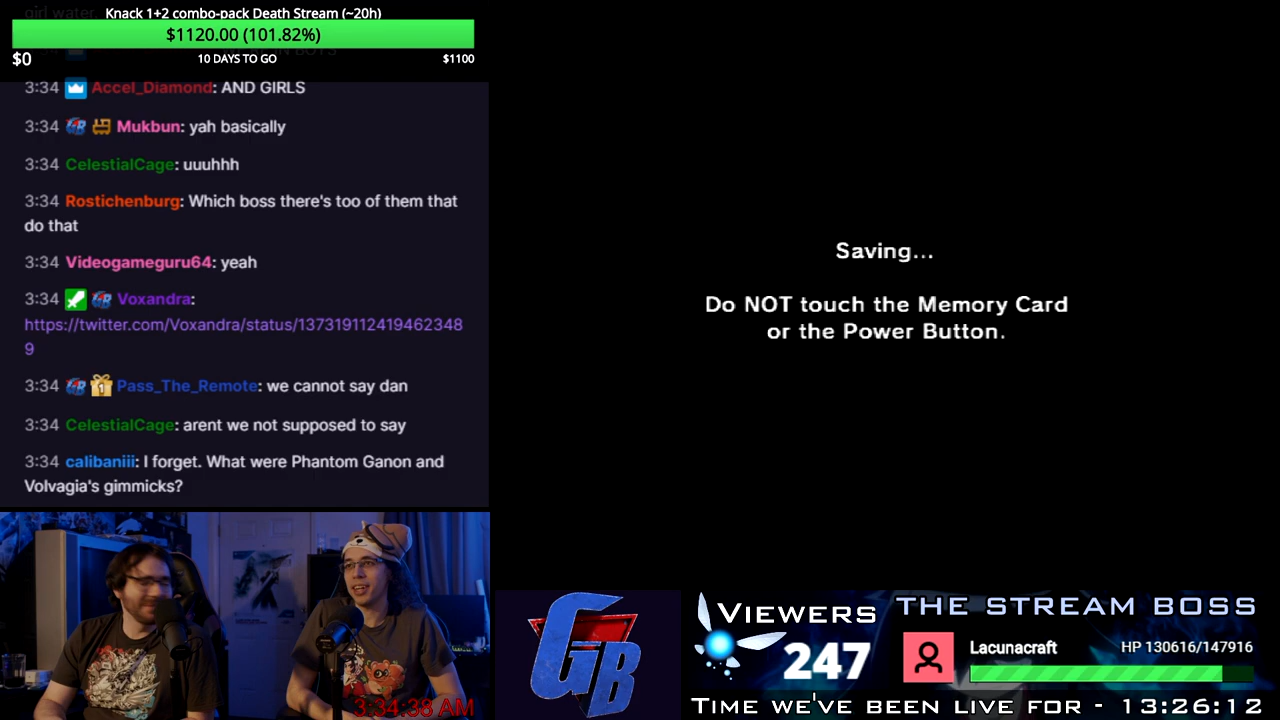 girl water.
Knack 1+2 combo-pack Death Stream (~20h)
$1120.00 (101.82%)
$0
10 DAYS TO GO
$1100
3:34 Accel_Diamond: AND GIRLS
3:34 Mukbun: yah basically
3:34 CelestialCage: uuuhhh
3:34 Rostichenburg: Which boss there's too of them that
do that
3:34 Videogameguru64: yeah
3:34 Voxandra:
https://twitter.com/Voxandra/status/137319112419462348
9
3:34 Pass_The_Remote: we cannot say dan
3:34 CelestialCage: arent we not supposed to say
3:34 calibaniii: I forget. What were Phantom Ganon and
Volvagia's gimmicks?
Saving...
Do NOT touch the Memory Card
or the Power Button.
3:34:38 AM
GB
VIEWERS
247
THE STREAM BOSS
Lacunacraft
HP 130616/147916
TIME WE'VE BEEN LIVE FOR - 13:26:12